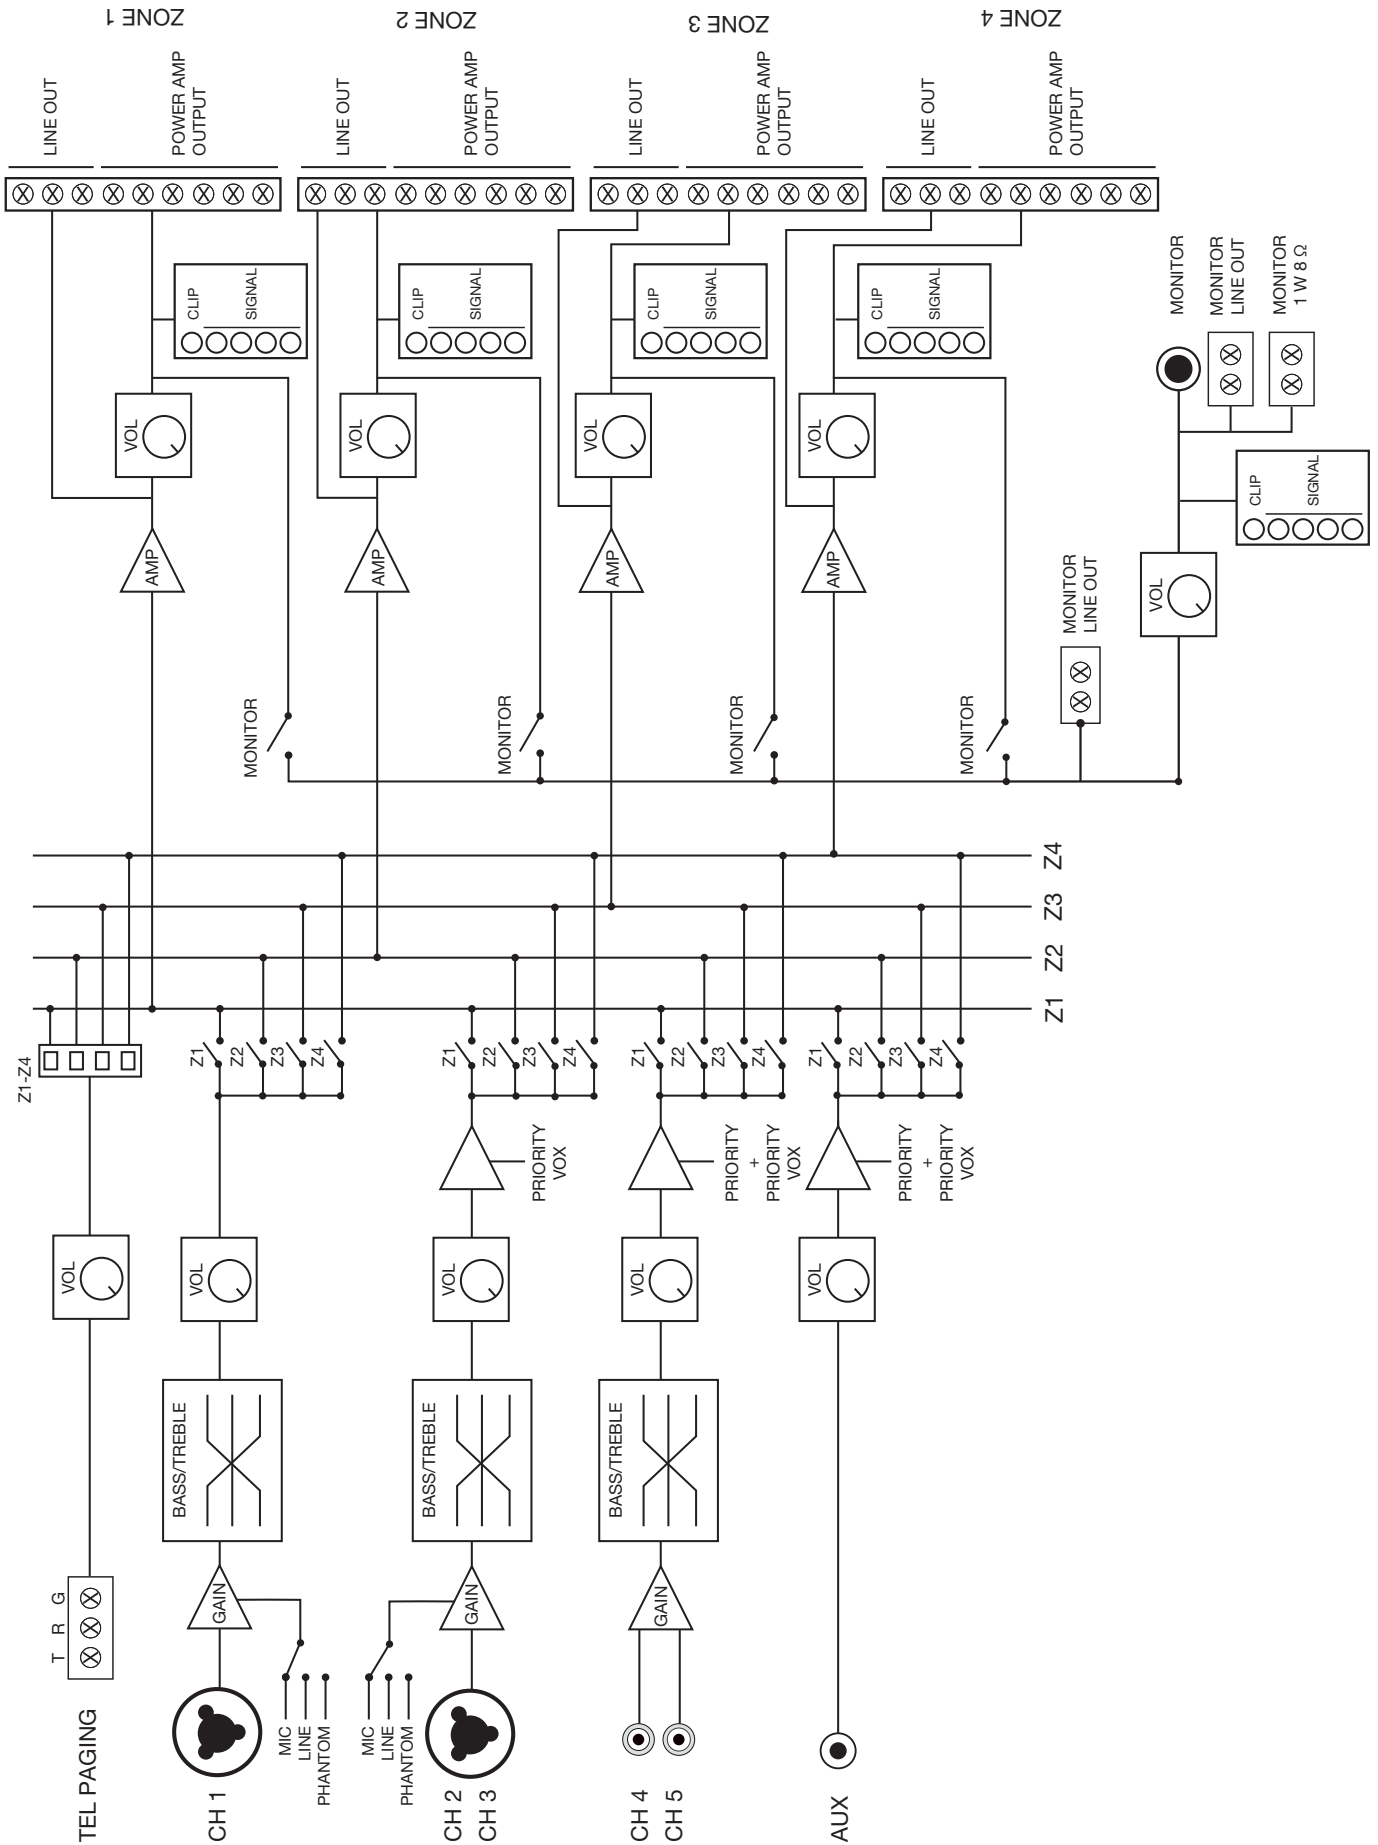 ZONE 1
ZONE 2
ZONE 3
ZONE 4
LINE OUT
POWER AMP
OUTPUT
LINE OUT
POWER AMP
OUTPUT
LINE OUT
POWER AMP
OUTPUT
LINE OUT
POWER AMP
OUTPUT
CLIP
SIGNAL
CLIP
SIGNAL
CLIP
SIGNAL
CLIP
SIGNAL
MONITOR
MONITOR
LINE OUT
MONITOR
1 W 8 Ω
VOL
VOL
VOL
VOL
CLIP
SIGNAL
AMP
AMP
AMP
AMP
MONITOR
LINE OUT
VOL
MONITOR
MONITOR
MONITOR
MONITOR
Z4
Z3
Z2
Z1
Z1-Z4
Z1
Z2
Z3
Z4
Z1
Z2
Z3
Z4
Z1
Z2
Z3
Z4
Z1
Z2
Z3
Z4
PRIORITY
VOX
PRIORITY
+
PRIORITY
VOX
PRIORITY
+
PRIORITY
VOX
VOL
VOL
VOL
VOL
VOL
BASS/TREBLE
BASS/TREBLE
BASS/TREBLE
T R G
GAIN
GAIN
GAIN
MIC
LINE
PHANTOM
MIC
LINE
PHANTOM
TEL PAGING
CH 1
CH 2
CH 3
CH 4
CH 5
AUX